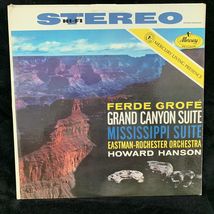 STEREO
HI-FI
Mercury
MERCURY LIVING PRESENCE
FERDE GROFÉ
GRAND CANYON SUITE
MISSISSIPPI SUITE
EASTMAN-ROCHESTER ORCHESTRA
HOWARD HANSON